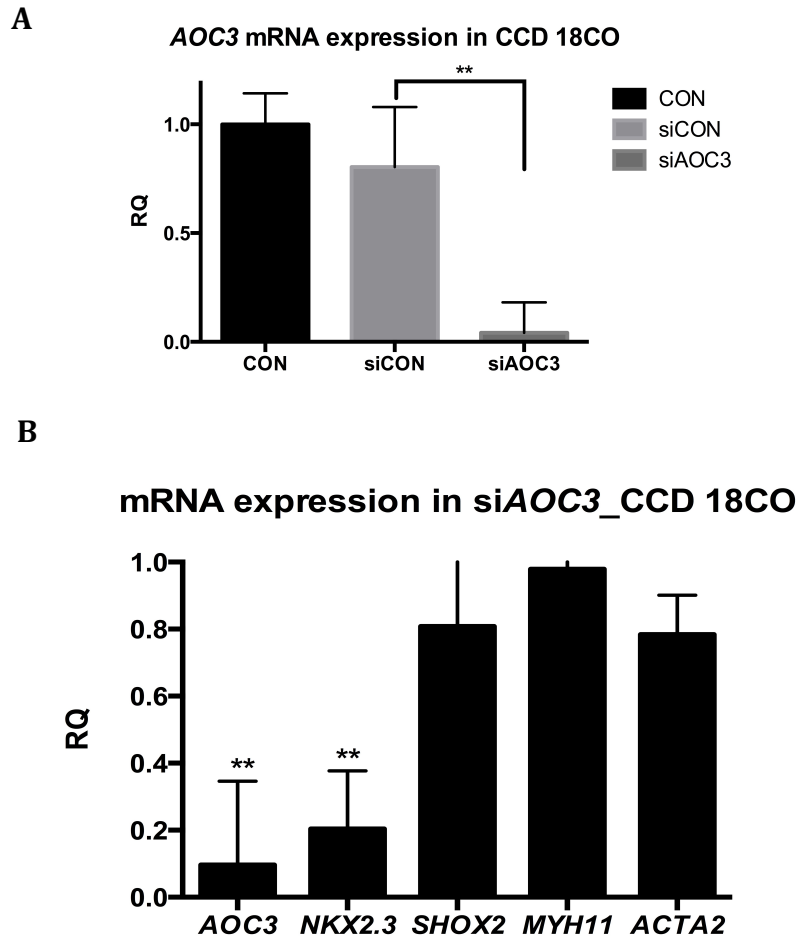 A
AOC3 mRNA expression in CCD 18CO
**
CON
siCON
siAOC3
1.0
0.5
0.0
RQ
CON siCON siAOC3
B
mRNA expression in siAOC3_CCD 18CO
1.0
0.8
0.6
0.4
0.2
0.0
RQ
** **
AOC3 NKX2.3 SHOX2 MYH11 ACTA2